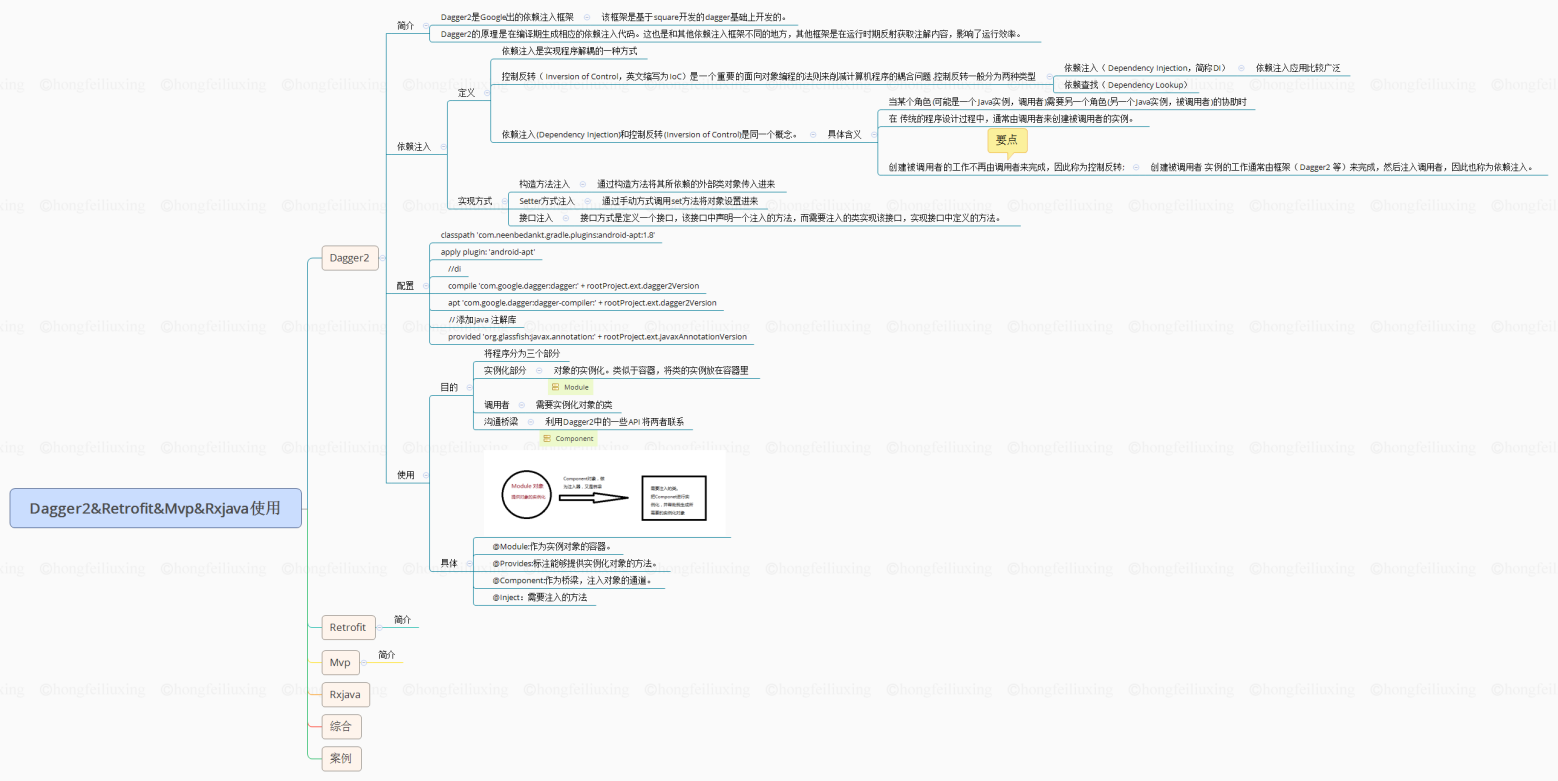 Dagger2&Retrofit&Mvp&Rxjava使用
Dagger2
简介
Dagger2是Google出的依赖注入框架
该框架是基于square开发的dagger基础上开发的。
Dagger2的原理是在编译期生成相应的依赖注入代码。这也是和其他依赖注入框架不同的地方，其他框架是在运行时期反射获取注解内容，影响了运行效率。
依赖注入
定义
依赖注入是实现程序解耦的一种方式
控制反转（ Inversion of Control，英文缩写为IoC）是一个重要的面向对象编程的法则来削减计算机程序的耦合问题.控制反转一般分为两种类型
依赖注入（ Dependency Injection，简称DI）
依赖注入应用比较广泛
依赖查找（ Dependency Lookup）
依赖注入(Dependency Injection)和控制反转(Inversion of Control)是同一个概念。
具体含义
当某个角色(可能是一个Java实例，调用者)需要另一个角色(另一个Java实例，被调用者)的协助时
在 传统的程序设计过程中，通常由调用者来创建被调用者的实例。
要点
创建被调用者的工作不再由调用者来完成，因此称为控制反转:
创建被调用者 实例的工作通常由框架（ Dagger2 等）来完成，然后注入调用者，因此也称为依赖注入。
实现方式
构造方法注入
通过构造方法将其所依赖的外部类对象传入进来
Setter方式注入
通过手动方式调用set方法将对象设置进来
接口注入
接口方式是定义一个接口，该接口中声明一个注入的方法，而需要注入的类实现该接口，实现接口中定义的方法。
配置
classpath 'com.neenbedankt.gradle.plugins:android-apt:1.8'
apply plugin: 'android-apt'
//di
compile 'com.google.dagger:dagger:' + rootProject.ext.dagger2Version
apt 'com.google.dagger:dagger-compiler:' + rootProject.ext.dagger2Version
//添加java 注解库
provided 'org.glassfish:javax.annotation:' + rootProject.ext.javaxAnnotationVersion
使用
目的
将程序分为三个部分
实例化部分
对象的实例化。类似于容器，将类的实例放在容器里
Module
调用者
需要实例化对象的类
沟通桥梁
利用Dagger2中的一些API 将两者联系
Component
具体
Module 对象
提供对象的实例化
Component对象，即
为注入器，又是桥梁
需要注入的类。
@Module:作为实例对象的容器。
@Provides:标注能够提供实例化对象的方法。
@Component:作为桥梁，注入对象的通道。
@Inject：需要注入的方法
Retrofit
简介
Mvp
简介
Rxjava
综合
案例
©hongfeiliuxing